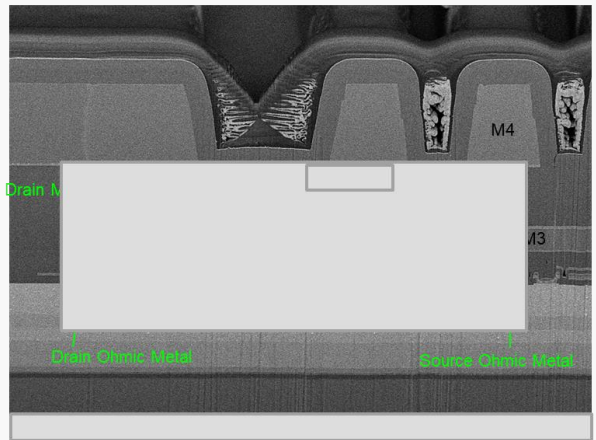 M4
Drain
M3
Drain Ohmic Metal
Source Ohmic Metal